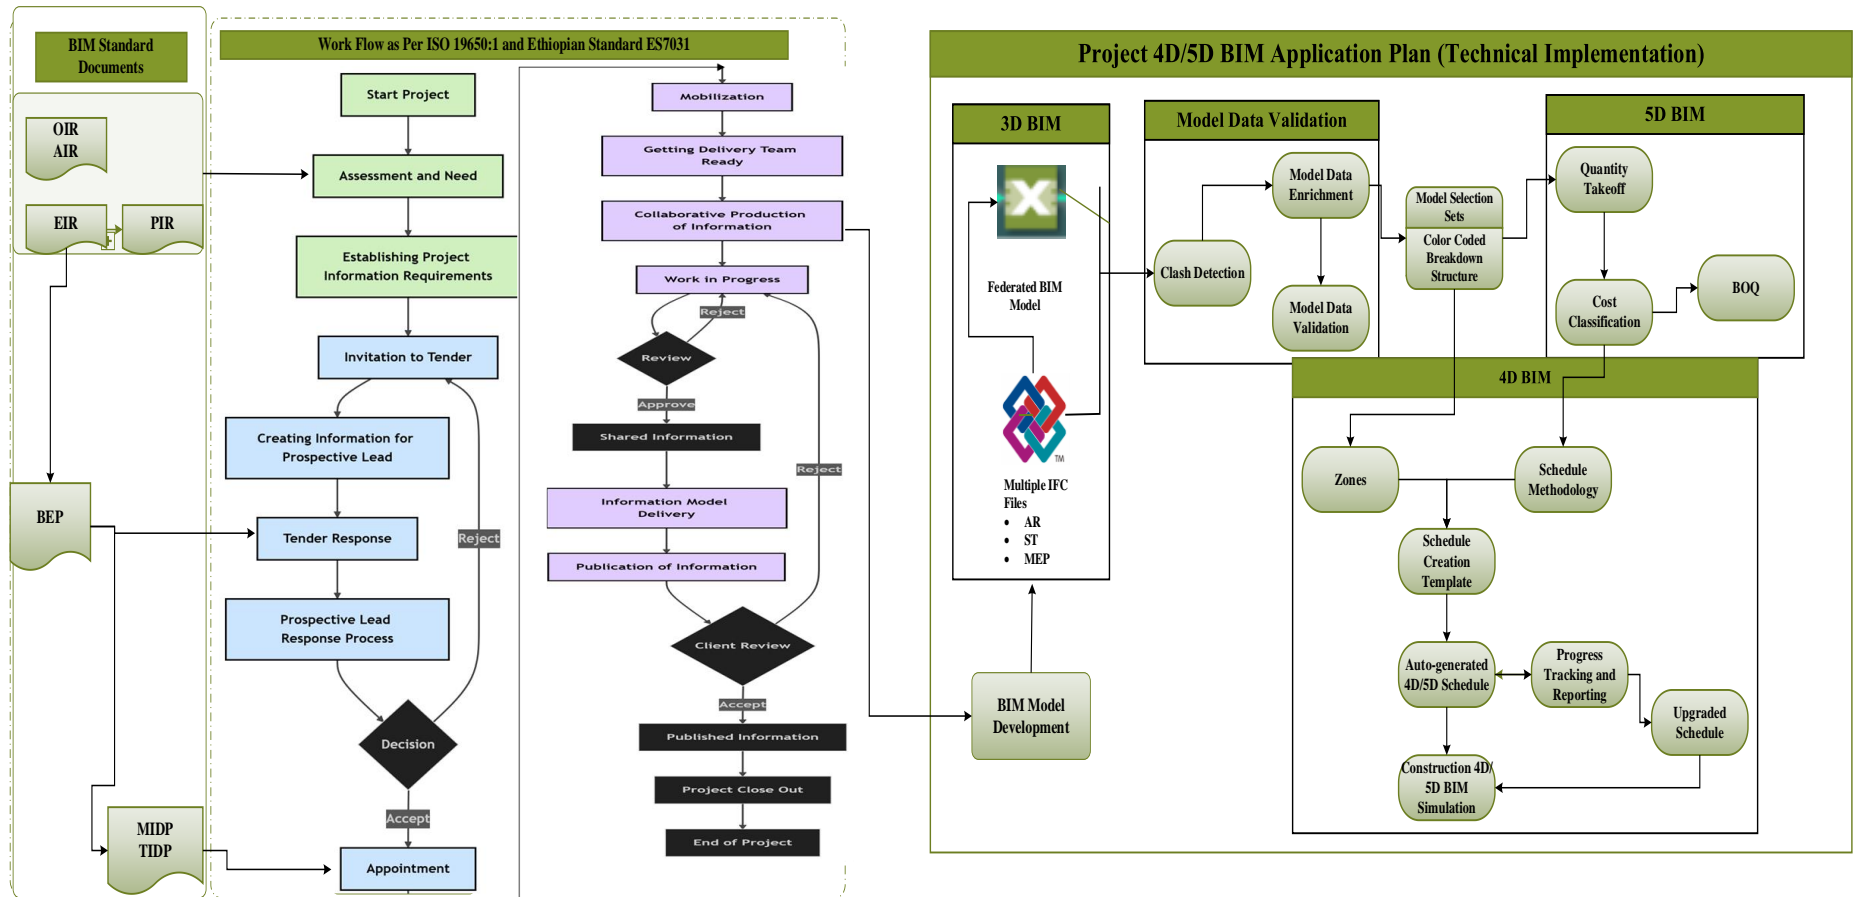 BIM Standard
Documents
OIR
AIR
EIR
PIR
BEP
MIDP
TIDP
Work Flow as Per ISO 19650:1 and Ethiopian Standard ES7031
Start Project
Assessment and Need
Establishing Project
Information Requirements
Invitation to Tender
Creating Information for
Prospective Lead
Tender Response
Reject
Prospective Lead
Response Process
Decision
Accept
Appointment
Mobilization
Getting Delivery Team
Ready
Collaborative Production
of Information
Work in Progress
Reject
Review
Approve
Shared Information
Reject
Information Model
Delivery
Publication of Information
Client Review
Accept
Published Information
Project Close Out
End of Project
Project 4D/5D BIM Application Plan (Technical Implementation)
3D BIM
X
Federated BIM
Model
TM
Multiple IFC
Files
• AR
• ST
• MEP
BIM Model
Development
Model Data Validation
Model Data
Enrichment
Clash Detection
Model Data
Validation
Model Selection
Sets
Color Coded
Breakdown
Structure
5D BIM
Quantity
Takeoff
Cost
Classification
BOQ
4D BIM
Zones
Schedule
Methodology
Schedule
Creation
Template
Auto-generated
4D/5D Schedule
Progress
Tracking and
Reporting
Upgraded
Schedule
Construction 4D/
5D BIM
Simulation